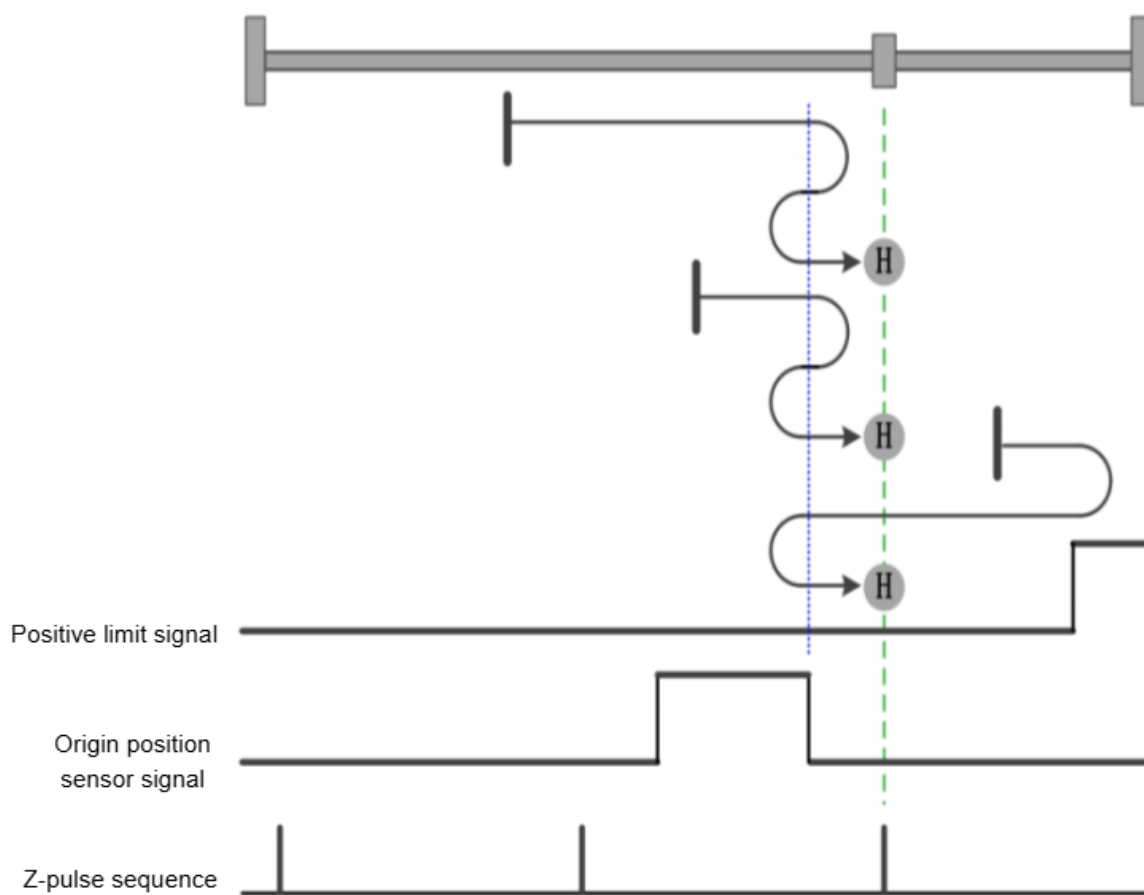 H
H
H
Positive limit signal
Origin position
sensor signal
Z-pulse sequence